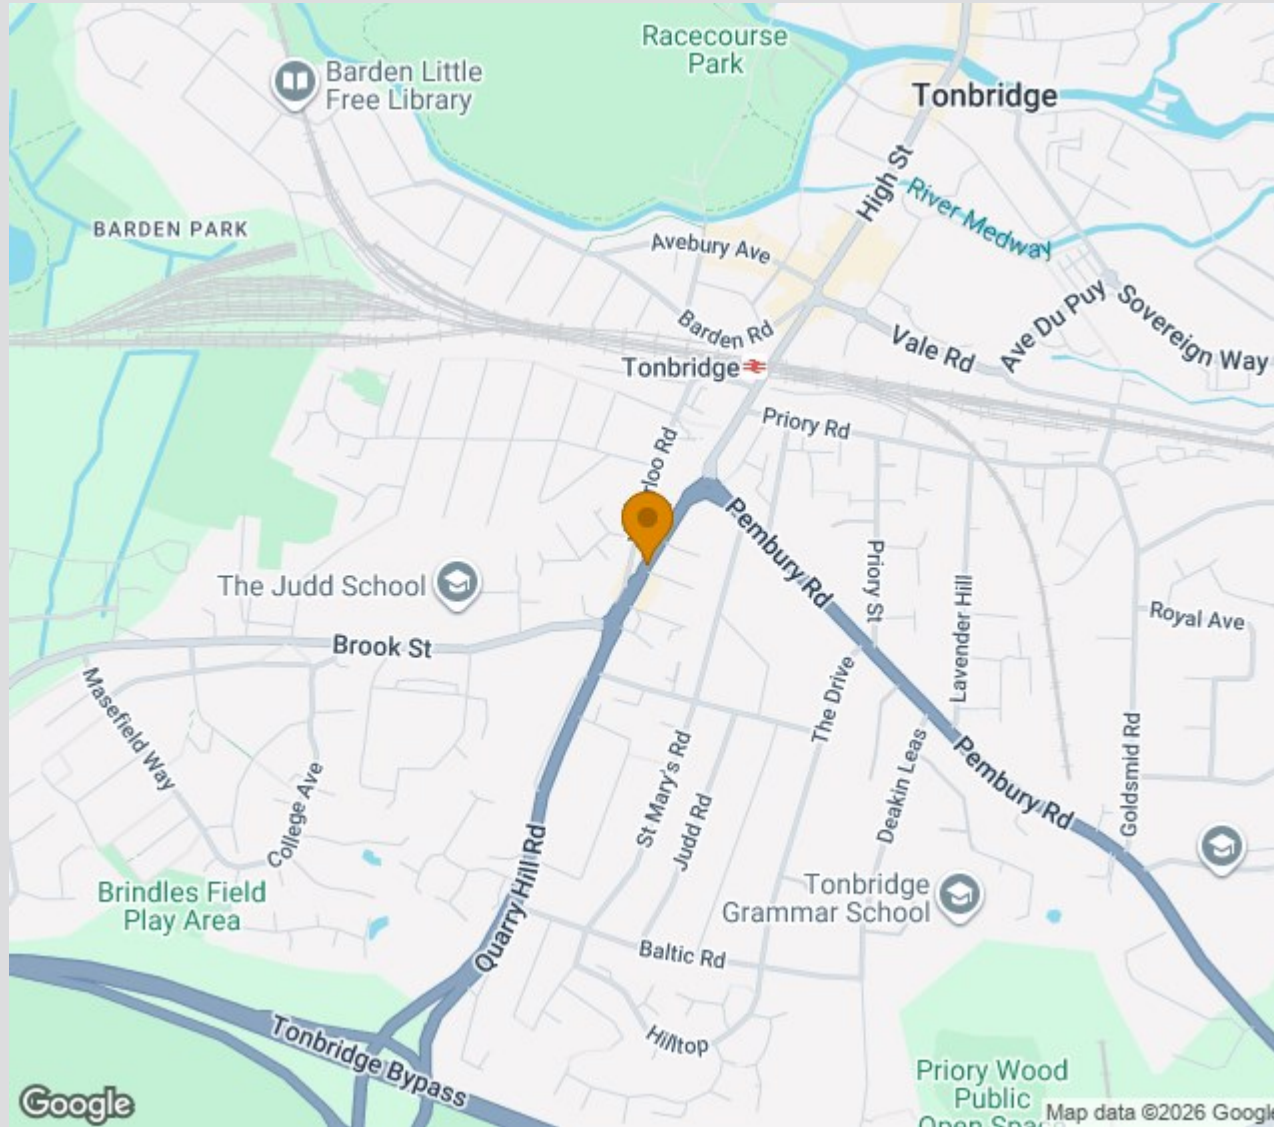 Racecourse
Park
Barden Little
Free Library
Tonbridge
High St
River Medway
BARDEN PARK
Avebury Ave
Ave Du Puy
Sovereign Way
Barden Rd
Vale Rd
Tonbridge
Priory Rd
rloo Rd
Pembury Rd
Priory St
The Judd School
Lavender Hill
Royal Ave
Brook St
Masefield Way
The Drive
Goldsmid Rd
Deakin Leas
Pembury Rd
St Mary's Rd
Judd Rd
College Ave
Quarry Hill Rd
Brindles Field
Play Area
Tonbridge
Grammar School
Baltic Rd
Hilltop
Tonbridge Bypass
Priory Wood
Public
Open Space
Google
Map data ©2026 Google